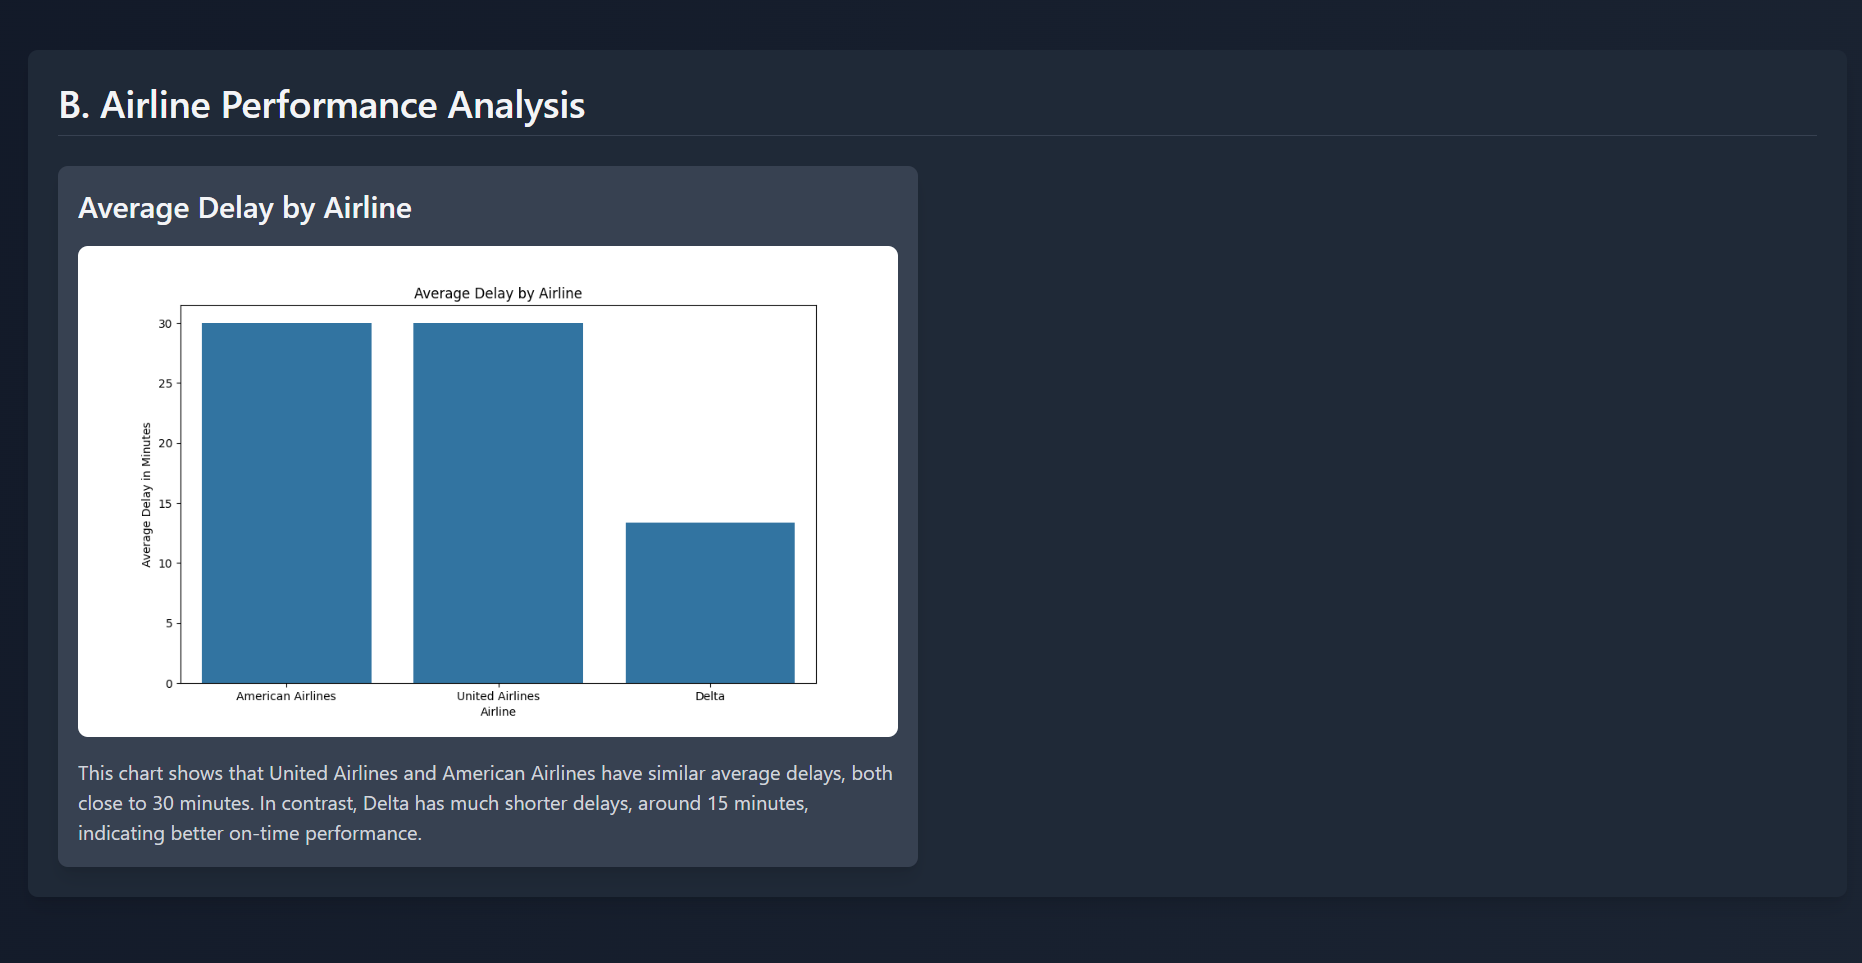 B. Airline Performance Analysis
Average Delay by Airline
Average Delay by Airline
Average Delay in Minutes
30
25
20
15
10
5
0
American Airlines United Airlines Delta
Airline
This chart shows that United Airlines and American Airlines have similar average delays, both
close to 30 minutes. In contrast, Delta has much shorter delays, around 15 minutes,
indicating better on-time performance.